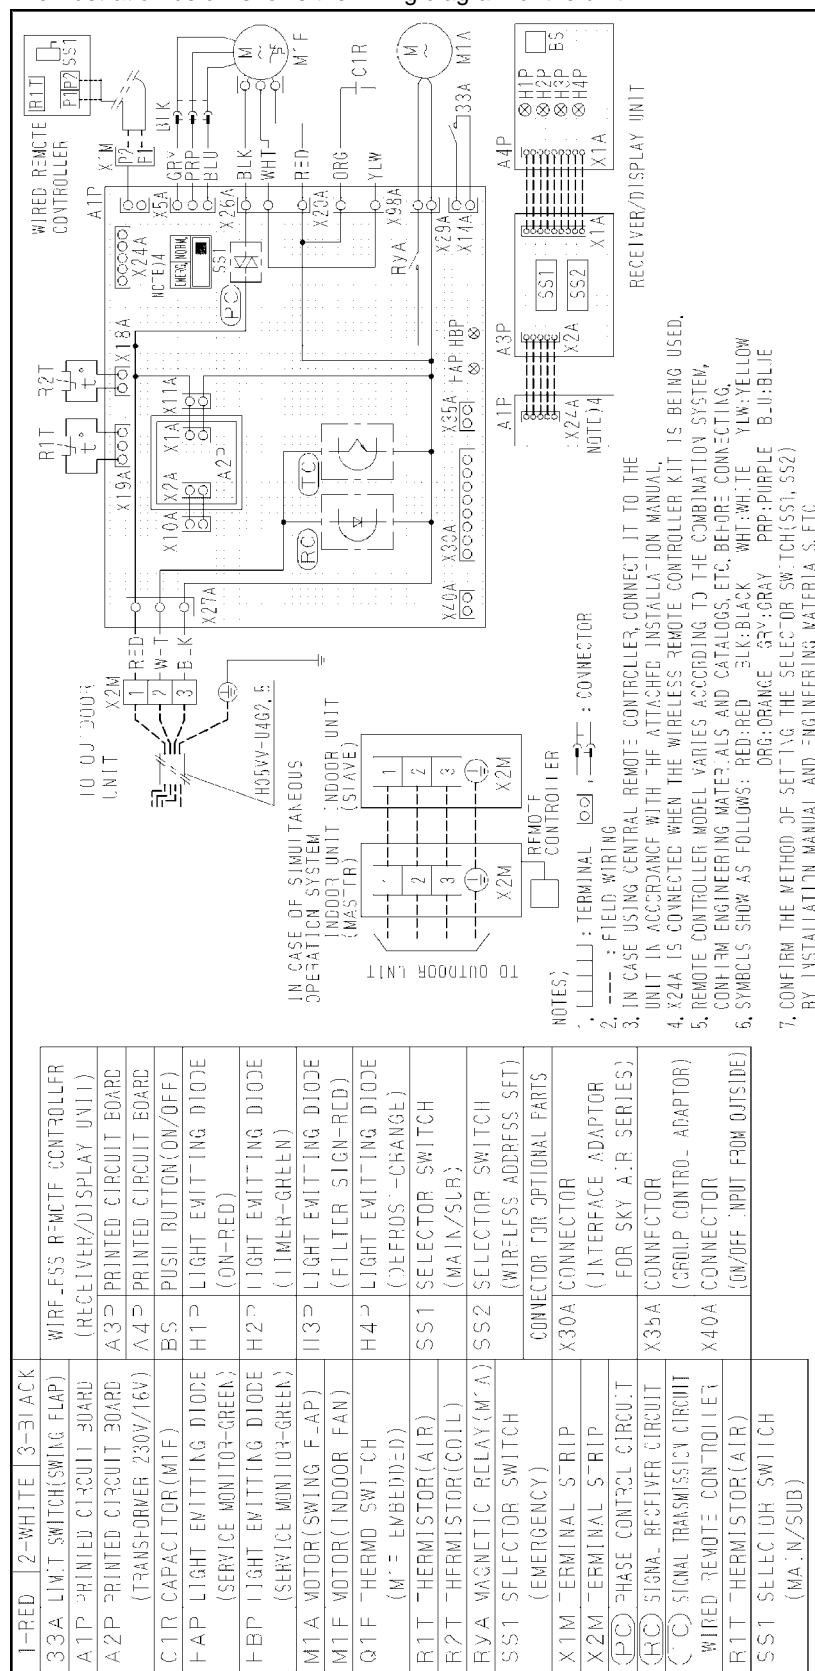 WIRED REMOTE
CONTROLLER
R1T
SS1
P1P2
X1M
P2
P1
A1P
X5A
GRY
PRP
BLU
BLK
X26A
BLK
WHT
RED
X20A
ORG
YLW
X98A
X29A
X14A
M1F
C1R
M1A
33A
X24A
NOTE)4
EMERG.
NORM.
SS1
PC
RyA
HAP
HBP
R1T
R2T
X19A
X18A
X10A
X2A
X1A
X11A
A2P
RC
TC
X40A
X30A
X35A
X27A
TO OUTDOOR
UNIT
X2M
1
2
3
RED
WHT
BLK
H05VV-U4G2.5
A1P
X24A
NOTE)4
A3P
X2A
SS1
SS2
X1A
A4P
X1A
BS
H1P
H2P
H3P
H4P
RECEIVER/DISPLAY UNIT
IN CASE OF SIMULTANEOUS
OPERATION SYSTEM
INDOOR UNIT
(MASTER)
INDOOR UNIT
(SLAVE)
1
2
3
X2M
1
2
3
X2M
TO OUTDOOR UNIT
REMOTE
CONTROLLER
NOTES)
: TERMINAL
: CONNECTOR
2. --- : FIELD WIRING
3. IN CASE USING CENTRAL REMOTE CONTROLLER, CONNECT IT TO THE
UNIT IN ACCORDANCE WITH THE ATTACHED INSTALLATION MANUAL.
4. X24A IS CONNECTED WHEN THE WIRELESS REMOTE CONTROLLER KIT IS BEING USED.
5. REMOTE CONTROLLER MODEL VARIES ACCORDING TO THE COMBINATION SYSTEM,
CONFIRM ENGINEERING MATERIALS AND CATALOGS, ETC. BEFORE CONNECTING.
6. SYMBOLS SHOW AS FOLLOWS: RED:RED BLK:BLACK WHT:WHITE YLW:YELLOW
ORG:ORANGE GRY:GRAY PRP:PURPLE BLU:BLUE
7. CONFIRM THE METHOD OF SETTING THE SELECTOR SWITCH(SS1, SS2)
BY INSTALLATION MANUAL AND ENGINEERING MATERIALS, ETC.
1-RED 2-WHITE 3-BLACK
33A LIMIT SWITCH(SWING FLAP)
A1P PRINTED CIRCUIT BOARD
A2P PRINTED CIRCUIT BOARD
(TRANSFORMER 230V/16V)
C1R CAPACITOR(M1F)
HAP LIGHT EMITTING DIODE
(SERVICE MONITOR-GREEN)
HBP LIGHT EMITTING DIODE
(SERVICE MONITOR-GREEN)
M1A MOTOR(SWING FLAP)
M1F MOTOR(INDOOR FAN)
Q1F THERMO SWITCH
(M1F EMBEDDED)
R1T THERMISTOR(AIR)
R2T THERMISTOR(COIL)
RyA MAGNETIC RELAY(M1A)
SS1 SELECTOR SWITCH
(EMERGENCY)
X1M TERMINAL STRIP
X2M TERMINAL STRIP
PC PHASE CONTROL CIRCUIT
RC SIGNAL RECEIVER CIRCUIT
TC SIGNAL TRANSMISSION CIRCUIT
WIRED REMOTE CONTROLLER
R1T THERMISTOR(AIR)
SS1 SELECTOR SWITCH
(MAIN/SUB)
WIRELESS REMOTE CONTROLLER
(RECEIVER/DISPLAY UNIT)
A3P PRINTED CIRCUIT BOARD
A4P PRINTED CIRCUIT BOARD
BS PUSH BUTTON(ON/OFF)
H1P LIGHT EMITTING DIODE
(ON-RED)
H2P LIGHT EMITTING DIODE
(TIMER-GREEN)
H3P LIGHT EMITTING DIODE
(FILTER SIGN-RED)
H4P LIGHT EMITTING DIODE
(DEFROST-ORANGE)
SS1 SELECTOR SWITCH
(MAIN/SUB)
SS2 SELECTOR SWITCH
(WIRELESS ADDRESS SET)
CONNECTOR FOR OPTIONAL PARTS
X30A CONNECTOR
(INTERFACE ADAPTOR
FOR SKY AIR SERIES)
X35A CONNECTOR
(GROUP CONTROL ADAPTOR)
X40A CONNECTOR
(ON/OFF INPUT FROM OUTSIDE)